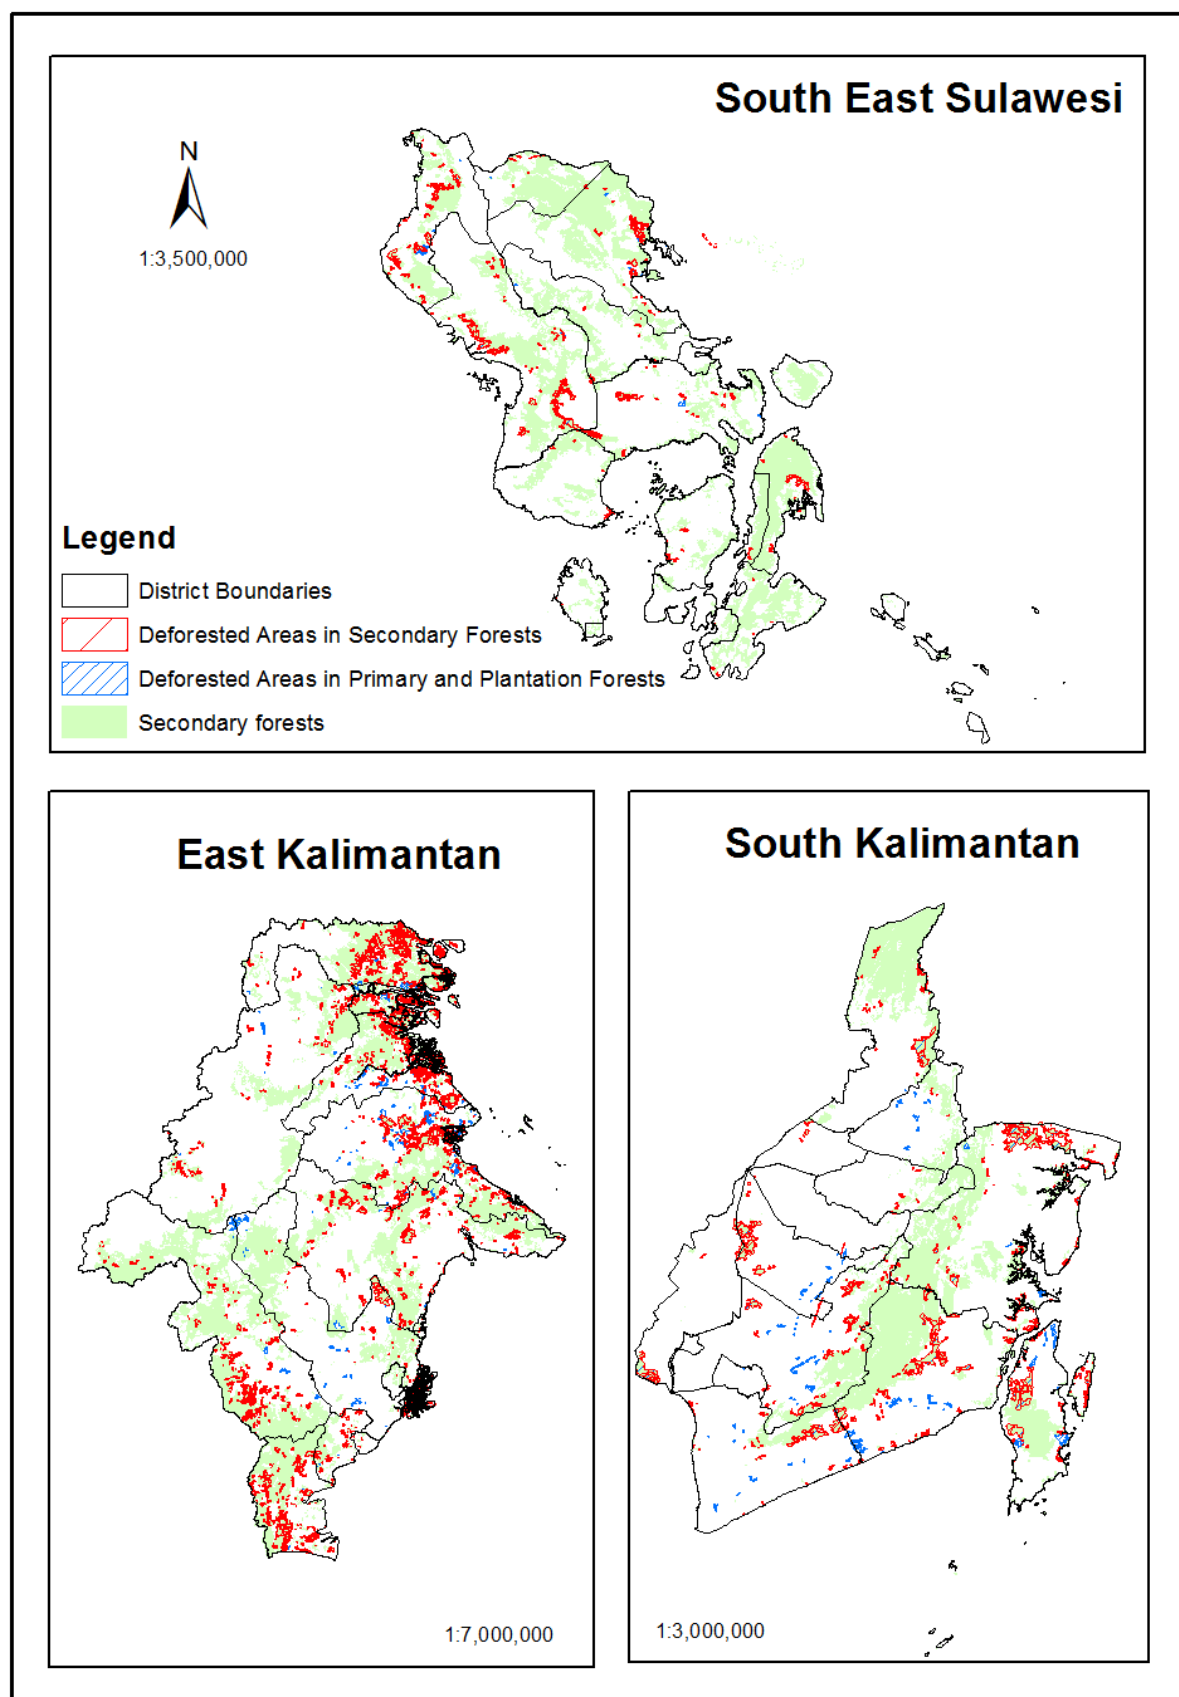 South East Sulawesi
N
1:3,500,000
Legend
District Boundaries
Deforested Areas in Secondary Forests
Deforested Areas in Primary and Plantation Forests
Secondary forests
East Kalimantan
1:7,000,000
South Kalimantan
1:3,000,000